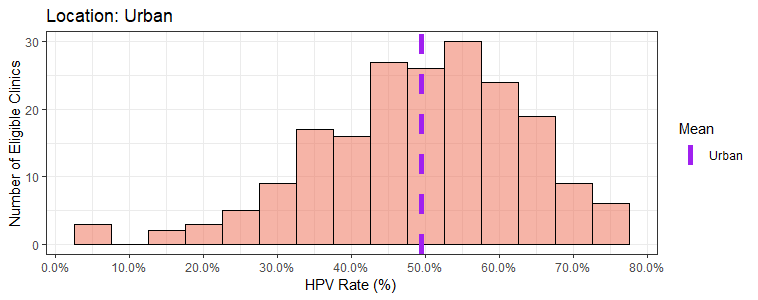 Location: Urban
Number of Eligible Clinics
30
20
10
0
0.0% 10.0% 20.0% 30.0% 40.0% 50.0% 60.0% 70.0% 80.0%
HPV Rate (%)
Mean
Urban